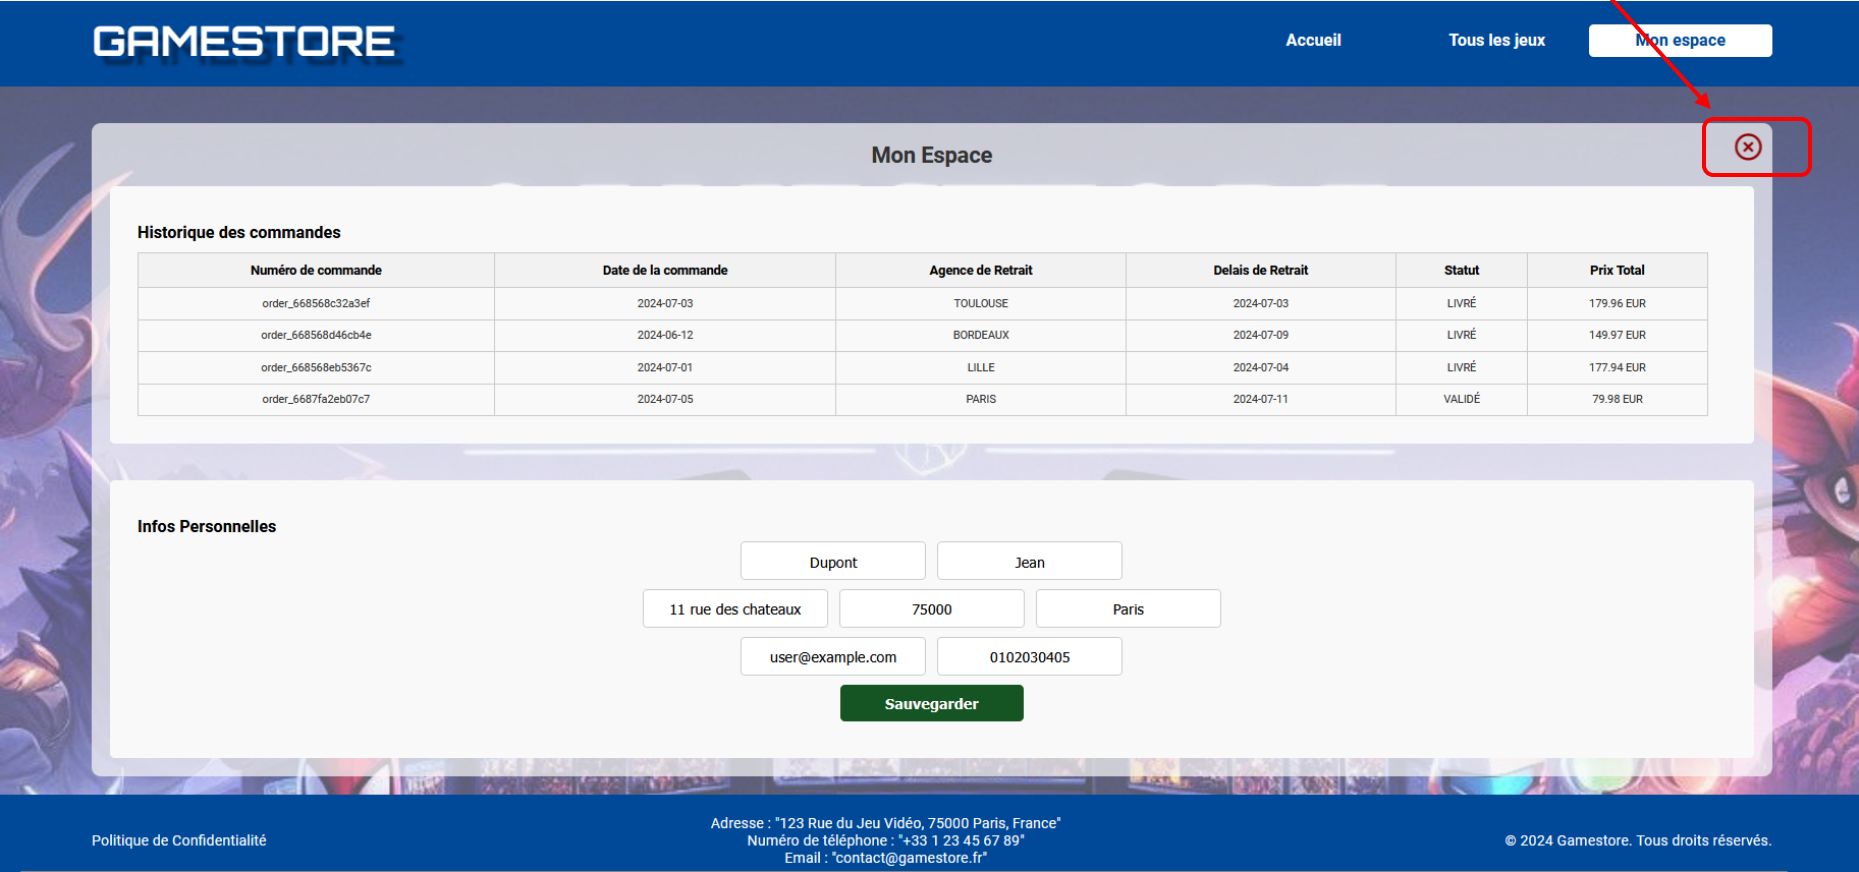 GAMESTORE
Accueil
Tous les jeux
Mon espace
Mon Espace
Historique des commandes
Numéro de commande Date de la commande Agence de Retrait Delais de Retrait Statut Prix Total
order_668568c32a3ef 2024-07-03 TOULOUSE 2024-07-03 LIVRÉ 179.96 EUR
order_668568d46cb4e 2024-06-12 BORDEAUX 2024-07-09 LIVRÉ 149.97 EUR
order_668568eb5367c 2024-07-01 LILLE 2024-07-04 LIVRÉ 177.94 EUR
order_6687fa2eb07c7 2024-07-05 PARIS 2024-07-11 VALIDÉ 79.98 EUR
Infos Personnelles
Dupont Jean
11 rue des chateaux 75000 Paris
user@example.com 0102030405
Sauvegarder
Politique de Confidentialité
Adresse : "123 Rue du Jeu Vidéo, 75000 Paris, France"
Numéro de téléphone : "+33 1 23 45 67 89"
Email : "contact@gamestore.fr"
© 2024 Gamestore. Tous droits réservés.